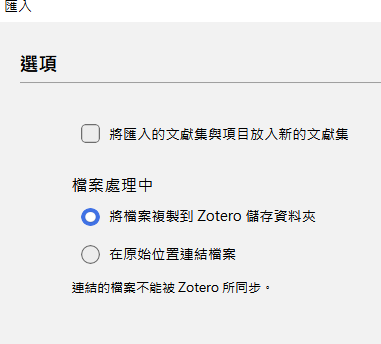 匯入
選項
將匯入的文獻集與項目放入新的文獻集
檔案處理中
將檔案複製到 Zotero 儲存資料夾
在原始位置連結檔案
連結的檔案不能被 Zotero 所同步。